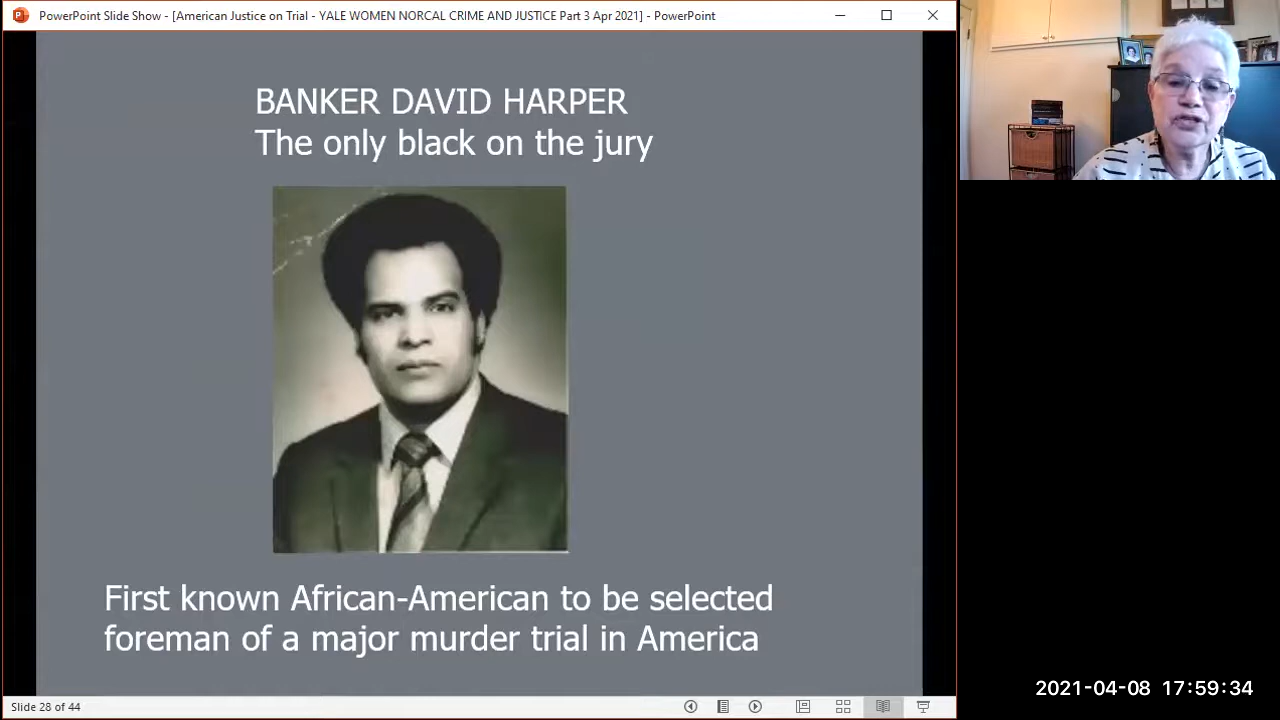 PowerPoint Slide Show - [American Justice on Trial - YALE WOMEN NORCAL CRIME AND JUSTICE Part 3 Apr 2021] - PowerPoint
BANKER DAVID HARPER
The only black on the jury
First known African-American to be selected
foreman of a major murder trial in America
Slide 28 of 44
2021-04-08 17:59:34